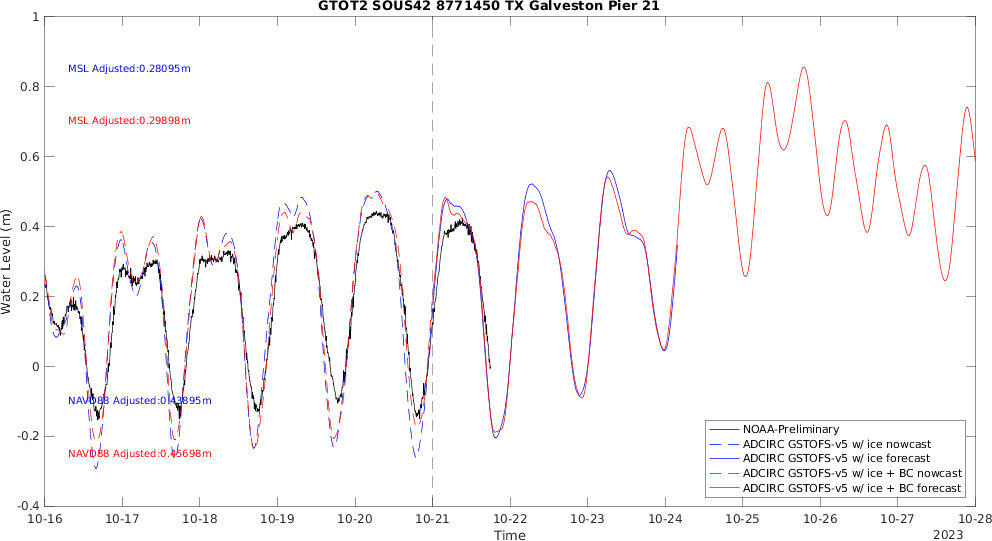 GTOT2 SOUS42 8771450 TX Galveston Pier 21
1
0.8
0.6
0.4
0.2
0
-0.2
-0.4
Water Level (m)
MSL Adjusted:0.28095m
MSL Adjusted:0.29898m
NAVD88 Adjusted:0.43895m
NAVD88 Adjusted:0.45698m
NOAA-Preliminary
ADCIRC GSTOFS-v5 w/ ice nowcast
ADCIRC GSTOFS-v5 w/ ice forecast
ADCIRC GSTOFS-v5 w/ ice + BC nowcast
ADCIRC GSTOFS-v5 w/ ice + BC forecast
10-16 10-17 10-18 10-19 10-20 10-21 10-22 10-23 10-24 10-25 10-26 10-27 10-28
Time
2023